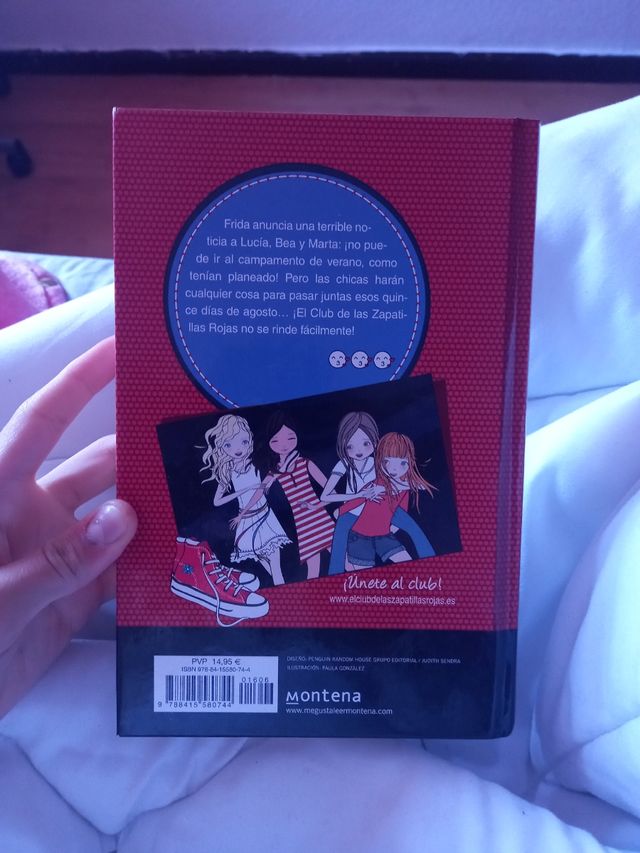 Frida anuncia una terrible no-
ticia a Lucía, Bea y Marta: ¡no pue-
de ir al campamento de verano, como
tenían planeado! Pero las chicas harán
cualquier cosa para pasar juntas esos quin-
ce días de agosto... ¡El Club de las Zapati-
llas Rojas no se rinde fácilmente!
¡Únete al club!
www.elclubdelaszapatillasrojas.es
PVP 14,95 €
ISBN 978-84-15580-74-4
01606
9 788415 580744
DISEÑO: PENGUIN RANDOM HOUSE GRUPO EDITORIAL / JUDITH SENDRA
ILUSTRACIÓN: PAULA GONZÁLEZ
Montena
www.megustaleermontena.com